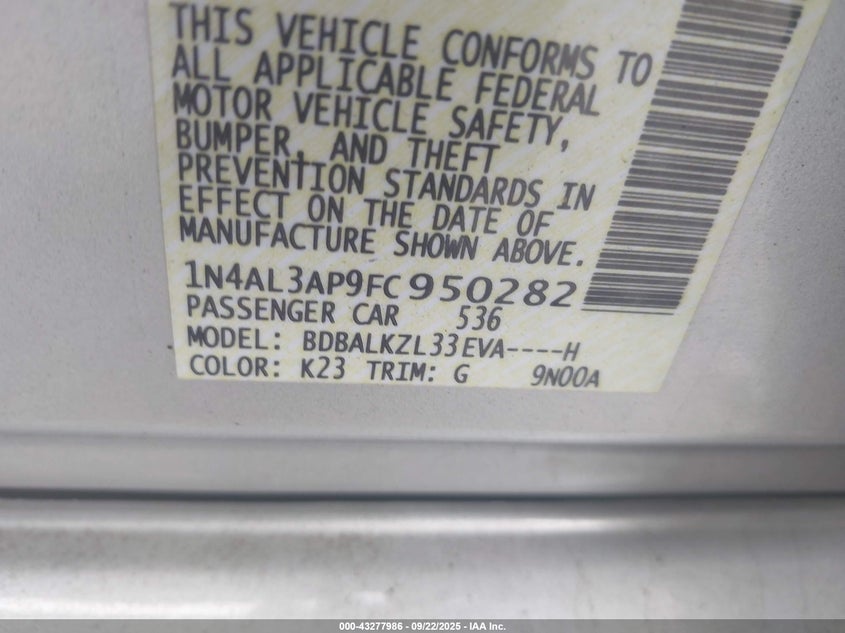 THIS VEHICLE CONFORMS TO
ALL APPLICABLE FEDERAL
MOTOR VEHICLE SAFETY,
BUMPER, AND THEFT
PREVENTION STANDARDS IN
EFFECT ON THE DATE OF
MANUFACTURE SHOWN ABOVE.
1N4AL3AP9FC950282
PASSENGER CAR 536
MODEL: BDBALKZL33EVA----H
COLOR: K23 TRIM: G 9N00A
000-43277986 - 09/22/2025 - IAA Inc.